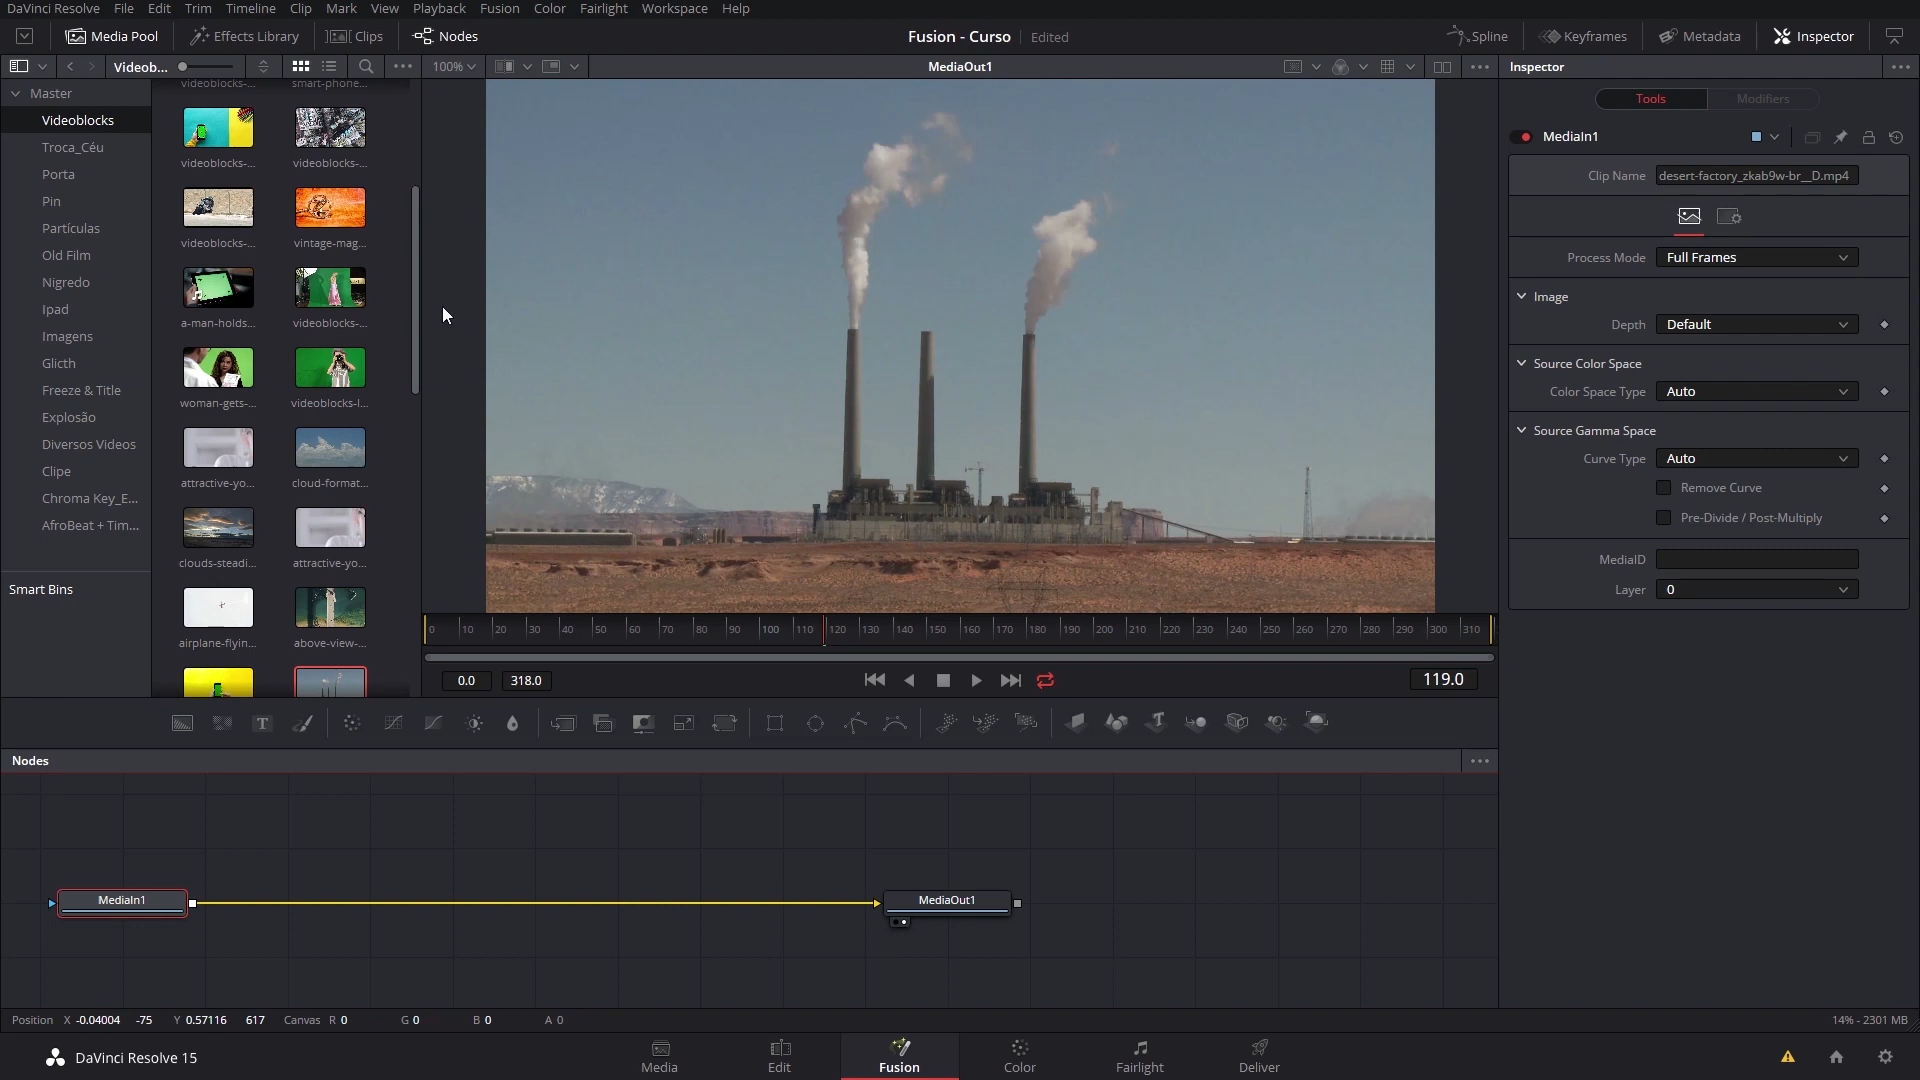 DaVinci Resolve File Edit Trim Timeline Clip Mark View Playback Fusion Color Fairlight Workspace Help
Media Pool Effects Library Clips Nodes Fusion - Curso Edited Spline Keyframes Metadata Inspector
Videob... 100% MediaOut1 Inspector
Master
Videoblocks
Troca_Céu
Porta
Pin
Partículas
Old Film
Nigredo
Ipad
Imagens
Glicth
Freeze & Title
Explosão
Diversos Videos
Clipe
Chroma Key_E...
AfroBeat + Tim...
Smart Bins
videoblocks-... smart-phone...
videoblocks-... videoblocks-...
videoblocks-... vintage-mag...
a-man-holds... videoblocks-...
woman-gets-... videoblocks-l...
attractive-yo... cloud-format...
clouds-steadi... attractive-yo...
airplane-flyin... above-view-...
Tools Modifiers
MediaIn1
Clip Name desert-factory_zkab9w-br__D.mp4
Process Mode Full Frames
Image
Depth Default
Source Color Space
Color Space Type Auto
Source Gamma Space
Curve Type Auto
Remove Curve
Pre-Divide / Post-Multiply
MediaID
Layer 0
0 10 20 30 40 50 60 70 80 90 100 110 120 130 140 150 160 170 180 190 200 210 220 230 240 250 260 270 280 290 300 310
0.0 318.0 119.0
T
Nodes
MediaIn1 MediaOut1
Position X -0.04004 -75 Y 0.57116 617 Canvas R 0 G 0 B 0 A 0 14% - 2301 MB
DaVinci Resolve 15 Media Edit Fusion Color Fairlight Deliver